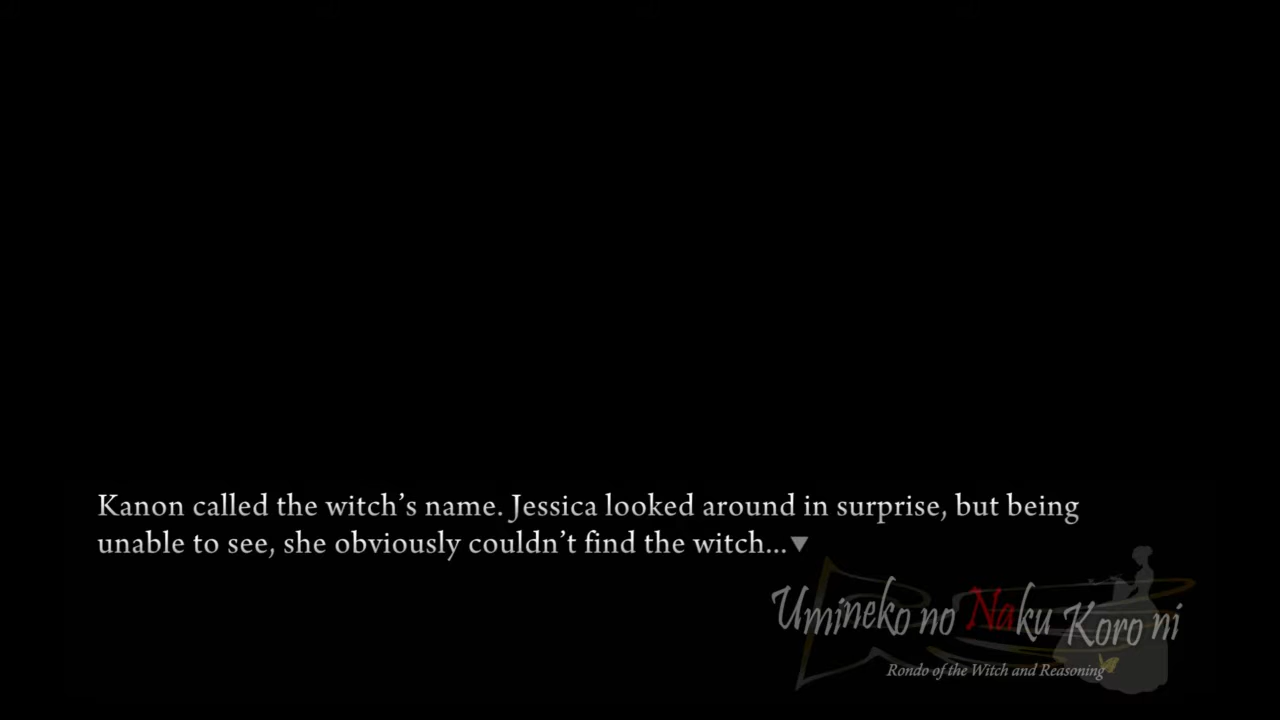 Kanon called the witch’s name. Jessica looked around in surprise, but being
unable to see, she obviously couldn’t find the witch...
Umineko no Naku Koro ni
Rondo of the Witch and Reasoning